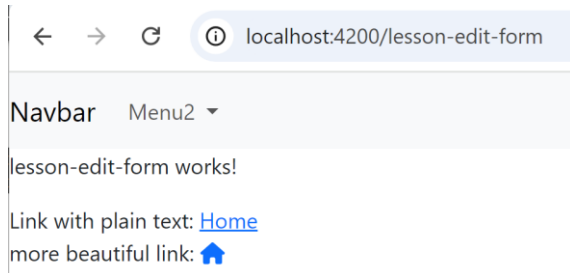 localhost:4200/lesson-edit-form
Navbar Menu2
lesson-edit-form works!
Link with plain text: Home
more beautiful link: